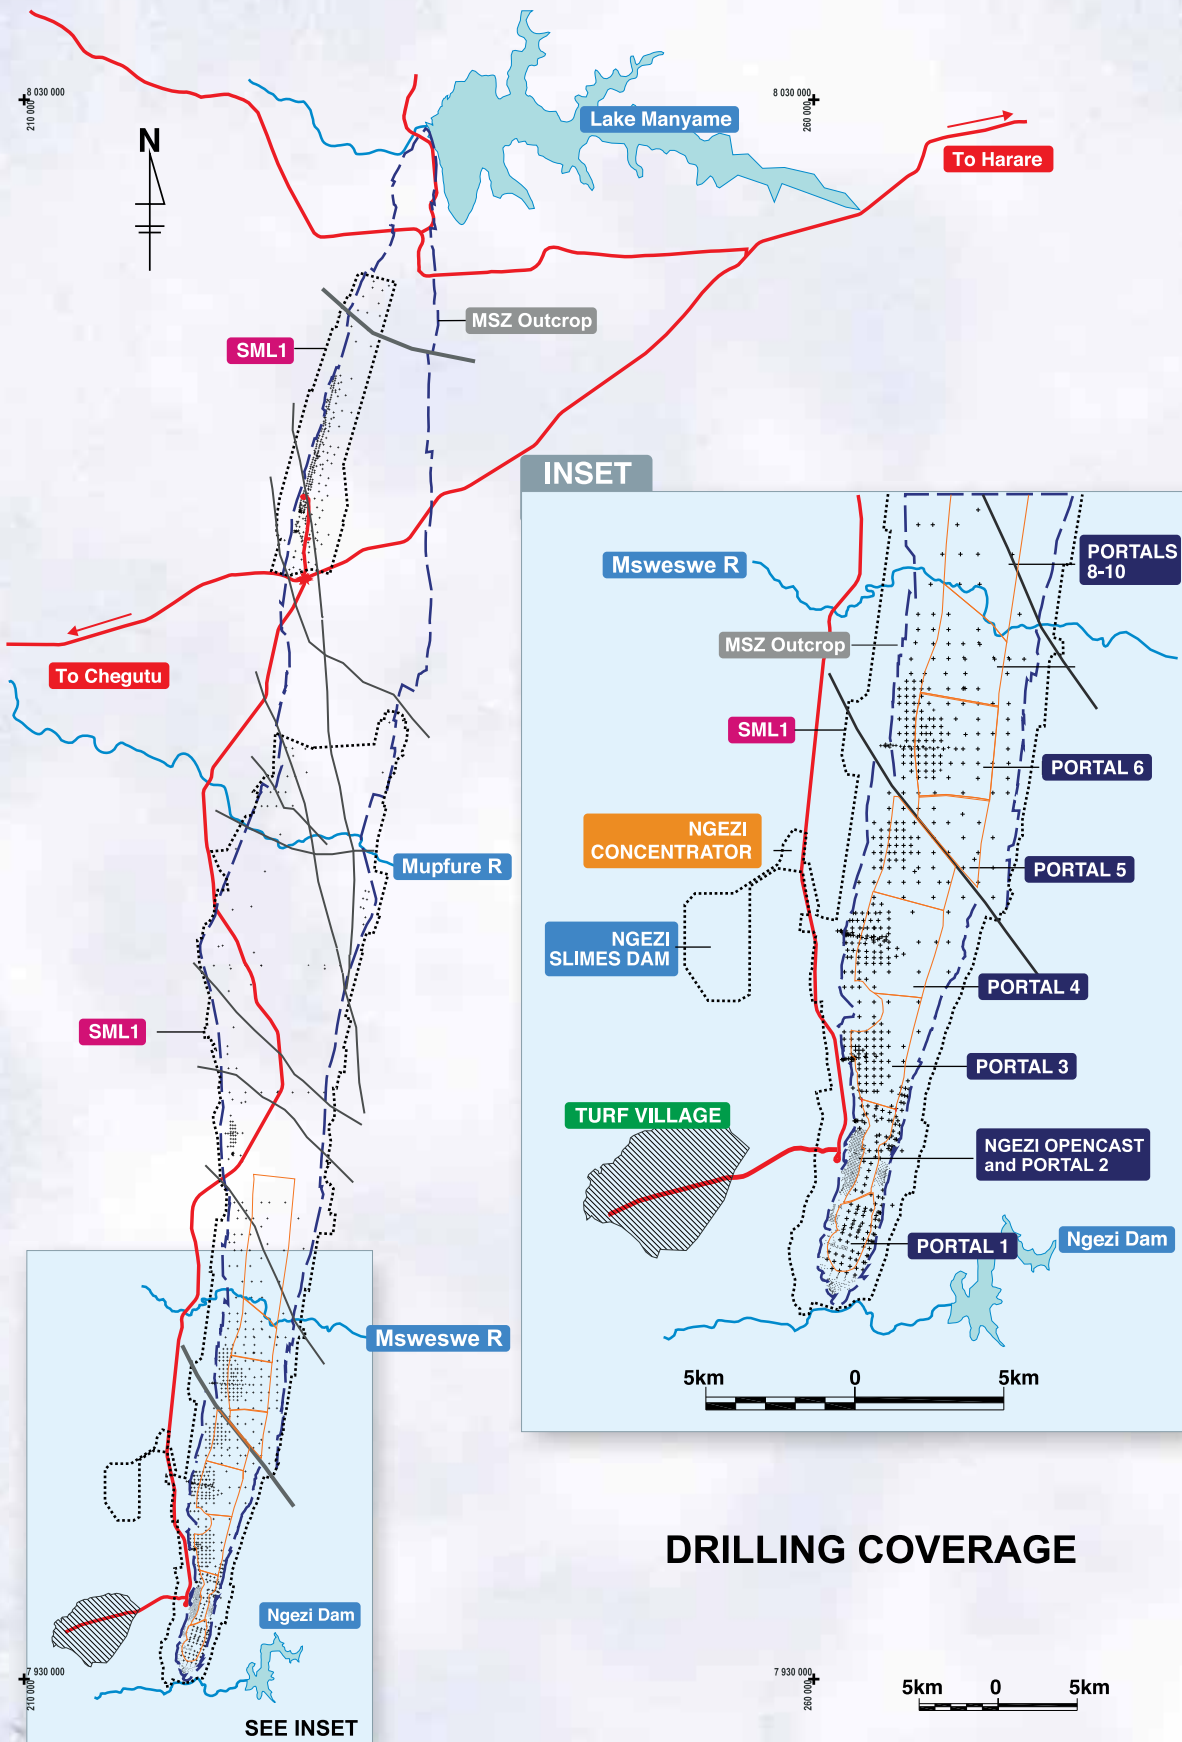 8 030 000
210 000
8 030 000
260 000
Lake Manyame
To Harare
N
MSZ Outcrop
SML1
INSET
Msweswe R
PORTALS
8-10
MSZ Outcrop
To Chegutu
SML1
PORTAL 6
NGEZI
CONCENTRATOR
Mupfure R
PORTAL 5
NGEZI
SLIMES DAM
PORTAL 4
SML1
PORTAL 3
TURF VILLAGE
NGEZI OPENCAST
and PORTAL 2
PORTAL 1
Ngezi Dam
Msweswe R
5km
0
5km
DRILLING COVERAGE
Ngezi Dam
7 930 000
210 000
7 930 000
260 000
5km
0
5km
SEE INSET